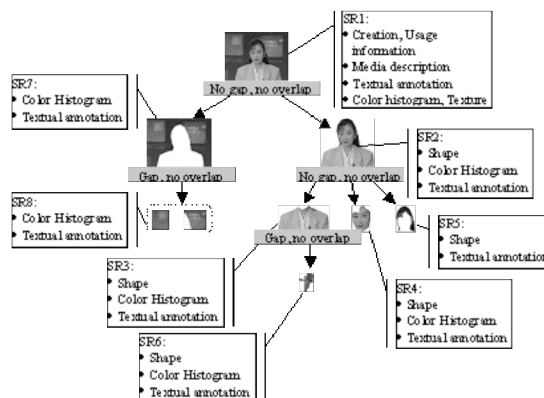 SR1:
• Creation, Usage
information
• Media description
• Textual annotation
• Color histogram, Texture
No gap, no overlap
SR7:
• Color Histogram
• Textual annotation
SR2:
• Shape
• Color Histogram
• Textual annotation
Gap, no overlap
No gap, no overlap
SR8:
• Color Histogram
• Textual annotation
SR5:
• Shape
• Textual annotation
Gap, no overlap
SR3:
• Shape
• Color Histogram
• Textual annotation
SR4:
• Shape
• Color Histogram
• Textual annotation
SR6:
• Shape
• Color Histogram
• Textual annotation